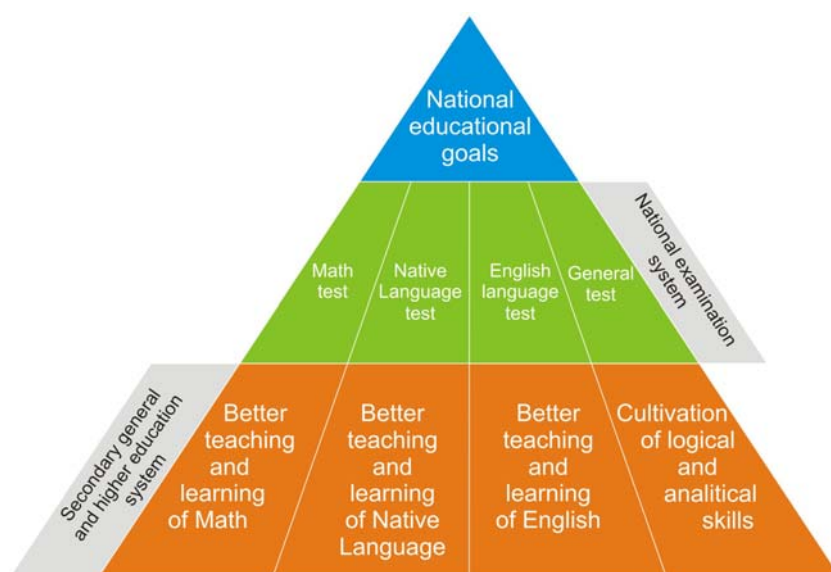 National
educational
goals
Math
test
Native
Language
test
English
language
test
General
test
National examination
system
Secondary general
and higher education
system
Better
teaching
and
learning
of Math
Better
teaching
and
learning
of Native
Language
Better
teaching
and
learning
of English
Cultivation
of logical
and
analitical
skills